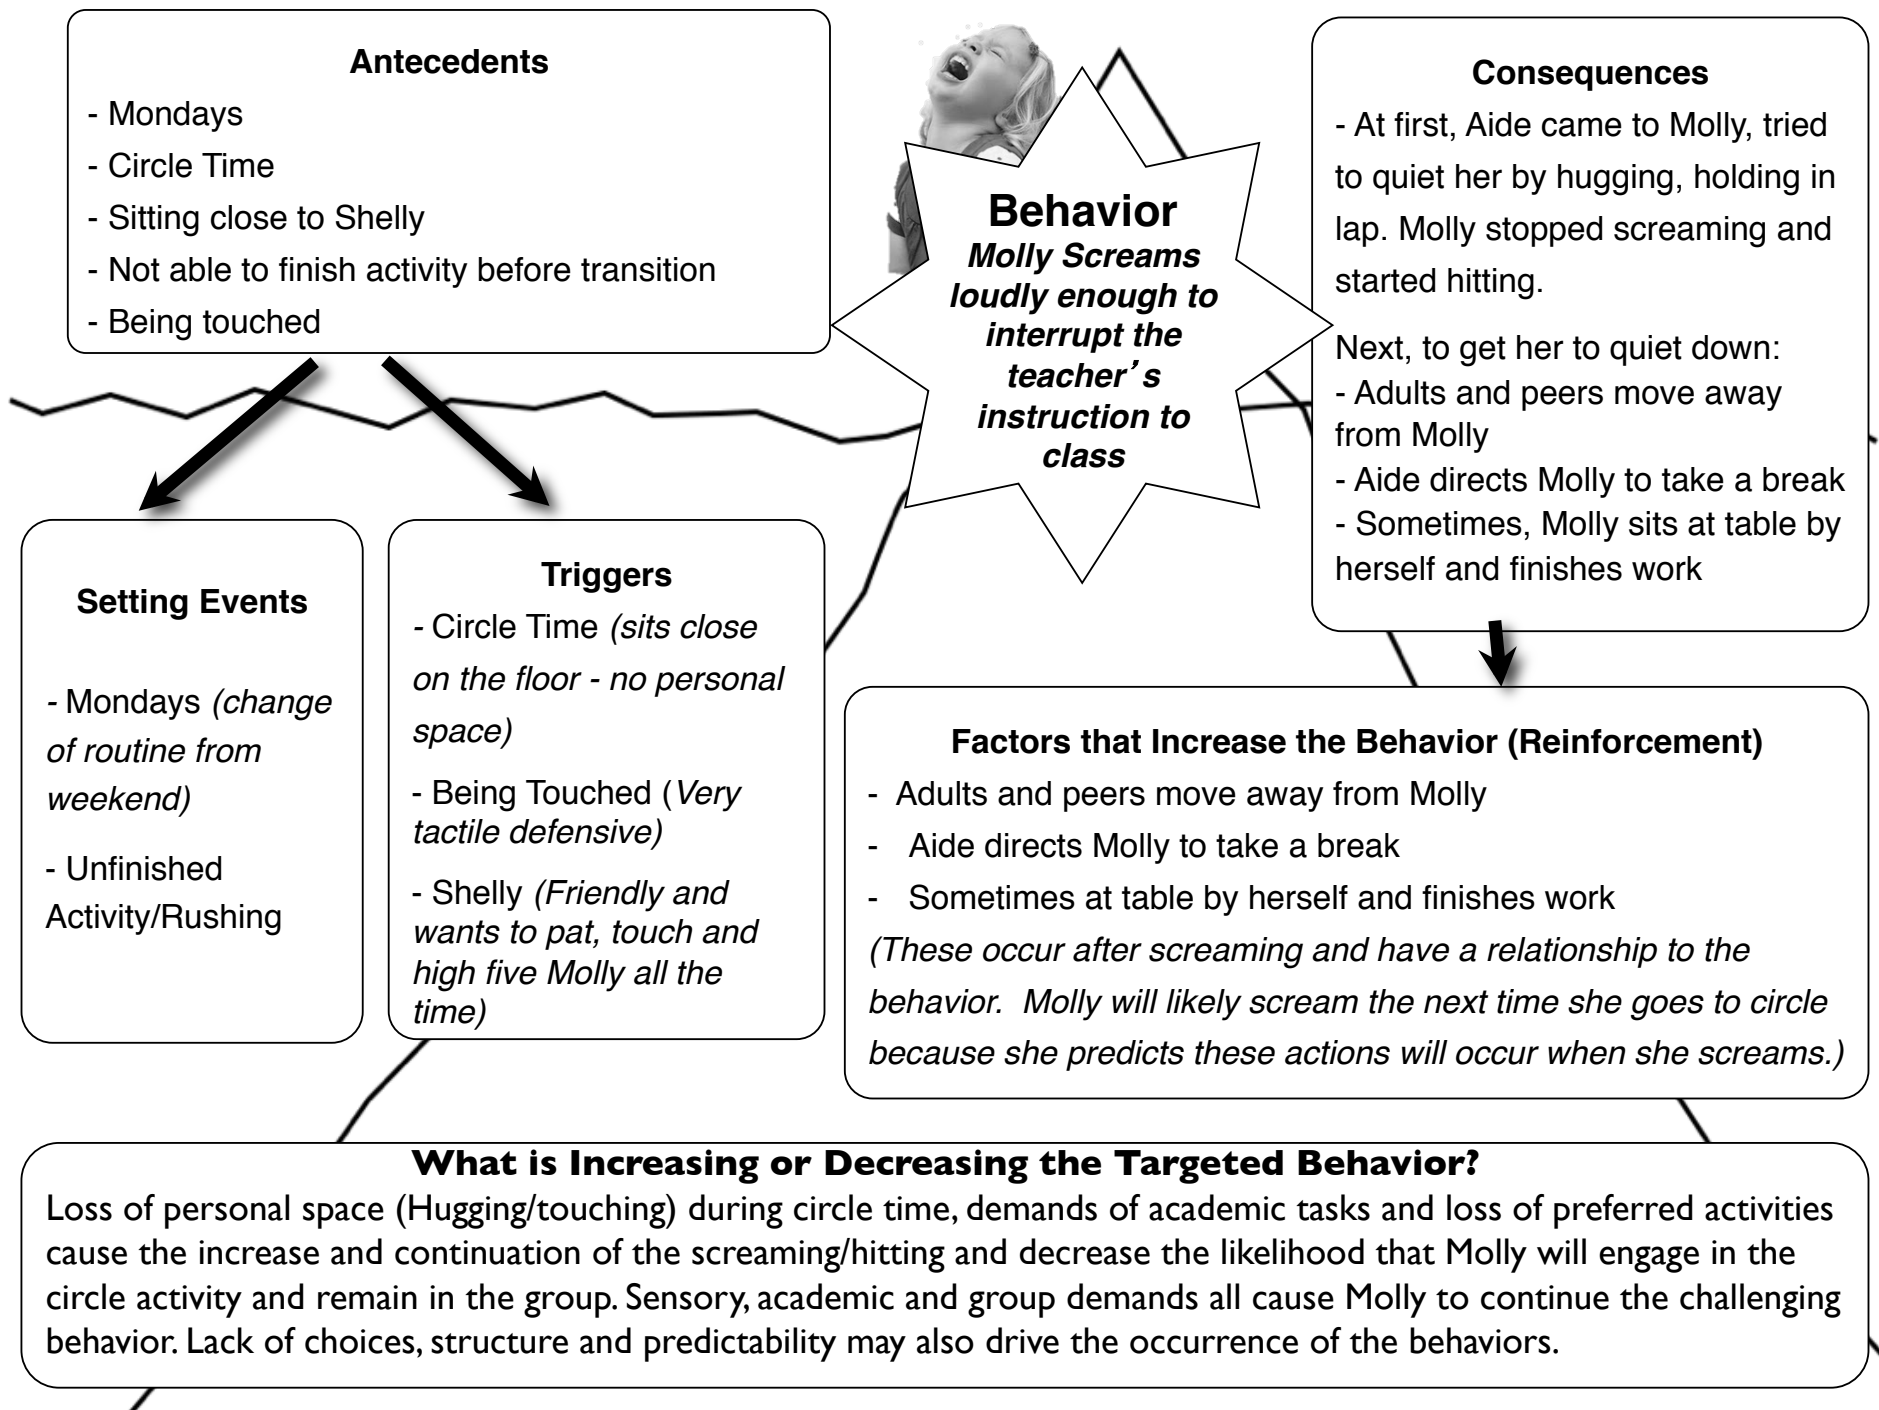 Antecedents
- Mondays
- Circle Time
- Sitting close to Shelly
- Not able to finish activity before transition
- Being touched
Behavior
Molly Screams
loudly enough to
interrupt the
teacher’s
instruction to
class
Consequences
- At first, Aide came to Molly, tried
to quiet her by hugging, holding in
lap. Molly stopped screaming and
started hitting.
Next, to get her to quiet down:
- Adults and peers move away
from Molly
- Aide directs Molly to take a break
- Sometimes, Molly sits at table by
herself and finishes work
Setting Events
- Mondays (change
of routine from
weekend)
- Unfinished
Activity/Rushing
Triggers
- Circle Time (sits close
on the floor - no personal
space)
- Being Touched (Very
tactile defensive)
- Shelly (Friendly and
wants to pat, touch and
high five Molly all the
time)
Factors that Increase the Behavior (Reinforcement)
- Adults and peers move away from Molly
- Aide directs Molly to take a break
- Sometimes at table by herself and finishes work
(These occur after screaming and have a relationship to the
behavior. Molly will likely scream the next time she goes to circle
because she predicts these actions will occur when she screams.)
What is Increasing or Decreasing the Targeted Behavior?
Loss of personal space (Hugging/touching) during circle time, demands of academic tasks and loss of preferred activities
cause the increase and continuation of the screaming/hitting and decrease the likelihood that Molly will engage in the
circle activity and remain in the group. Sensory, academic and group demands all cause Molly to continue the challenging
behavior. Lack of choices, structure and predictability may also drive the occurrence of the behaviors.